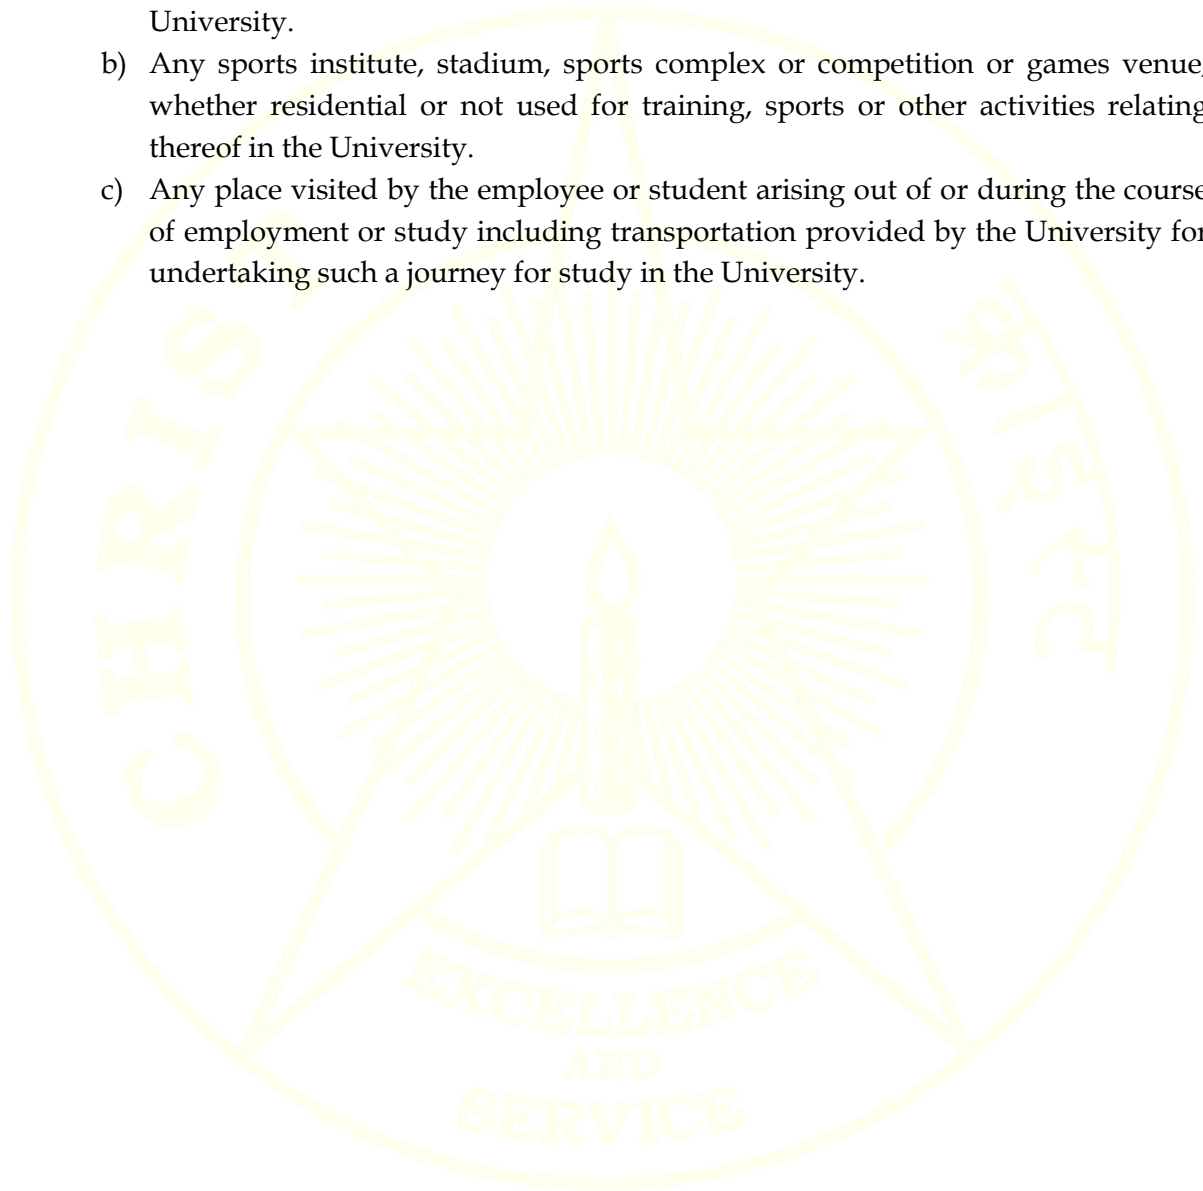 University.
b) Any sports institute, stadium, sports complex or competition or games venue,
whether residential or not used for training, sports or other activities relating
thereof in the University.
c) Any place visited by the employee or student arising out of or during the course
of employment or study including transportation provided by the University for
undertaking such a journey for study in the University.
CHRIST
क्राइस्ट
EXCELLENCE
AND
SERVICE